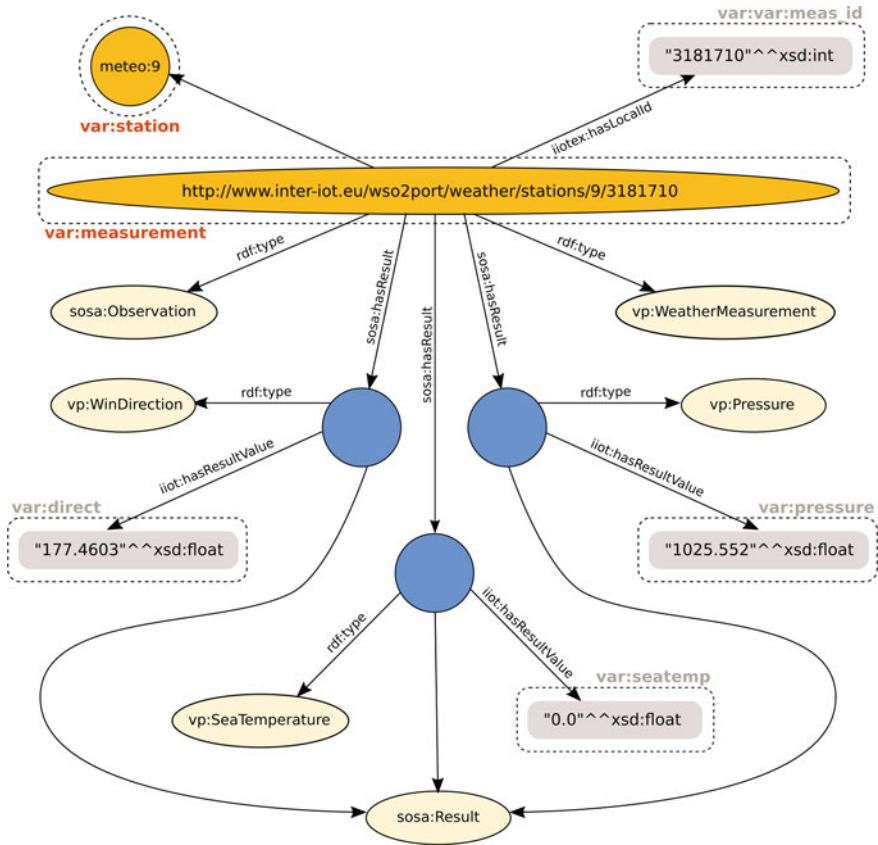 var:var:meas_id
meteo:9
"3181710"^^xsd:int
var:station
iiotex:hasLocalId
http://www.inter-iot.eu/wso2port/weather/stations/9/3181710
var:measurement
rdf:type
rdf:type
sosa:hasResult
sosa:hasResult
sosa:hasResult
sosa:Observation
vp:WeatherMeasurement
vp:WinDirection
rdf:type
rdf:type
vp:Pressure
iiot:hasResultValue
iiot:hasResultValue
var:direct
var:pressure
"177.4603"^^xsd:float
"1025.552"^^xsd:float
rdf:type
iiot:hasResultValue
var:seatemp
vp:SeaTemperature
"0.0"^^xsd:float
sosa:Result